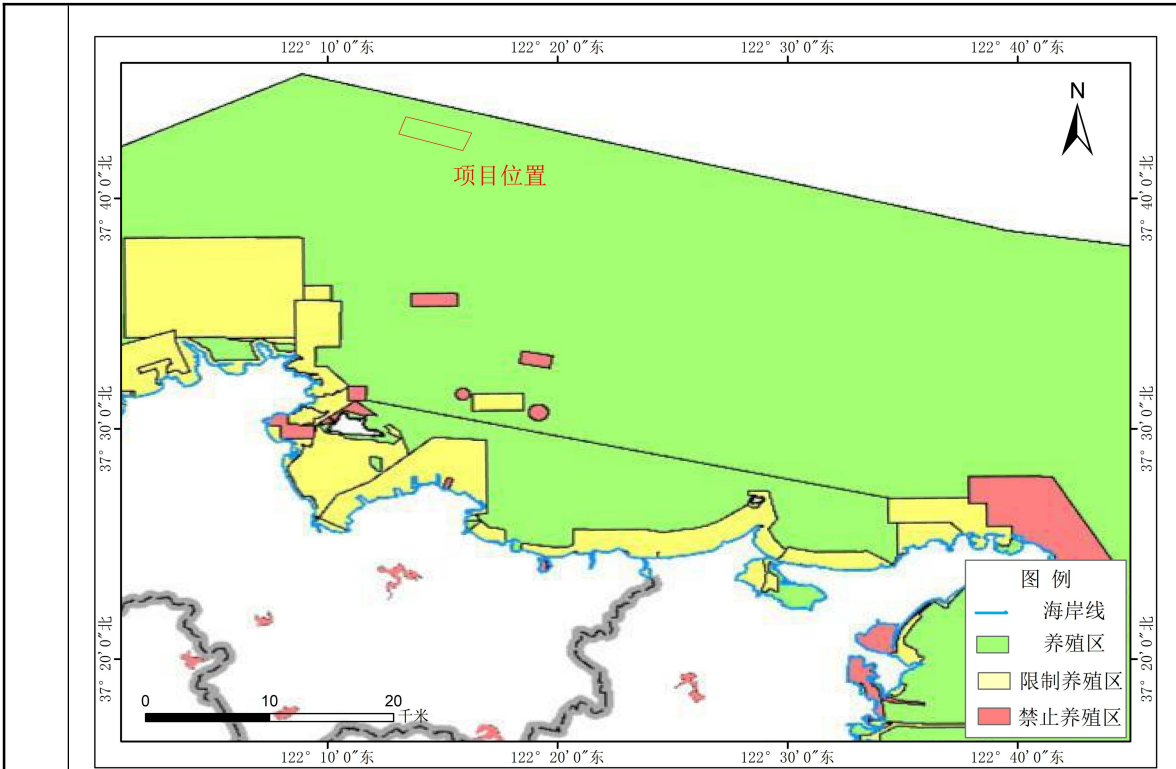 122° 10′0″东
122° 20′0″东
122° 30′0″东
122° 40′0″东
N
项目位置
37° 40′0″北
37° 40′0″北
37° 30′0″北
37° 30′0″北
37° 20′0″北
37° 20′0″北
图 例
海岸线
养殖区
限制养殖区
禁止养殖区
0
10
20
千米
122° 10′0″东
122° 20′0″东
122° 30′0″东
122° 40′0″东